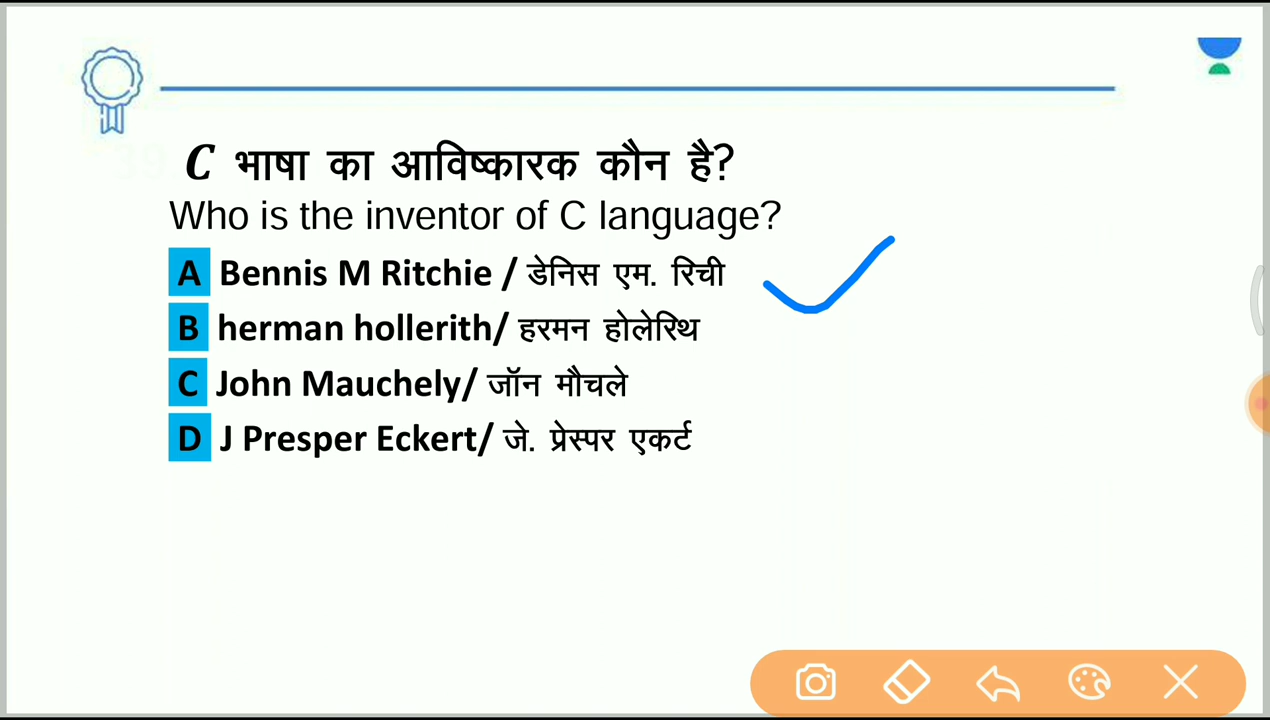 C भाषा का आविष्कारक कौन है?
Who is the inventor of C language?
A Bennis M Ritchie / डेनिस एम. रिची
B herman hollerith/ हरमन होलेरिथ
C John Mauchely/ जॉन मौचले
D J Presper Eckert/ जे. प्रेस्पर एकर्ट